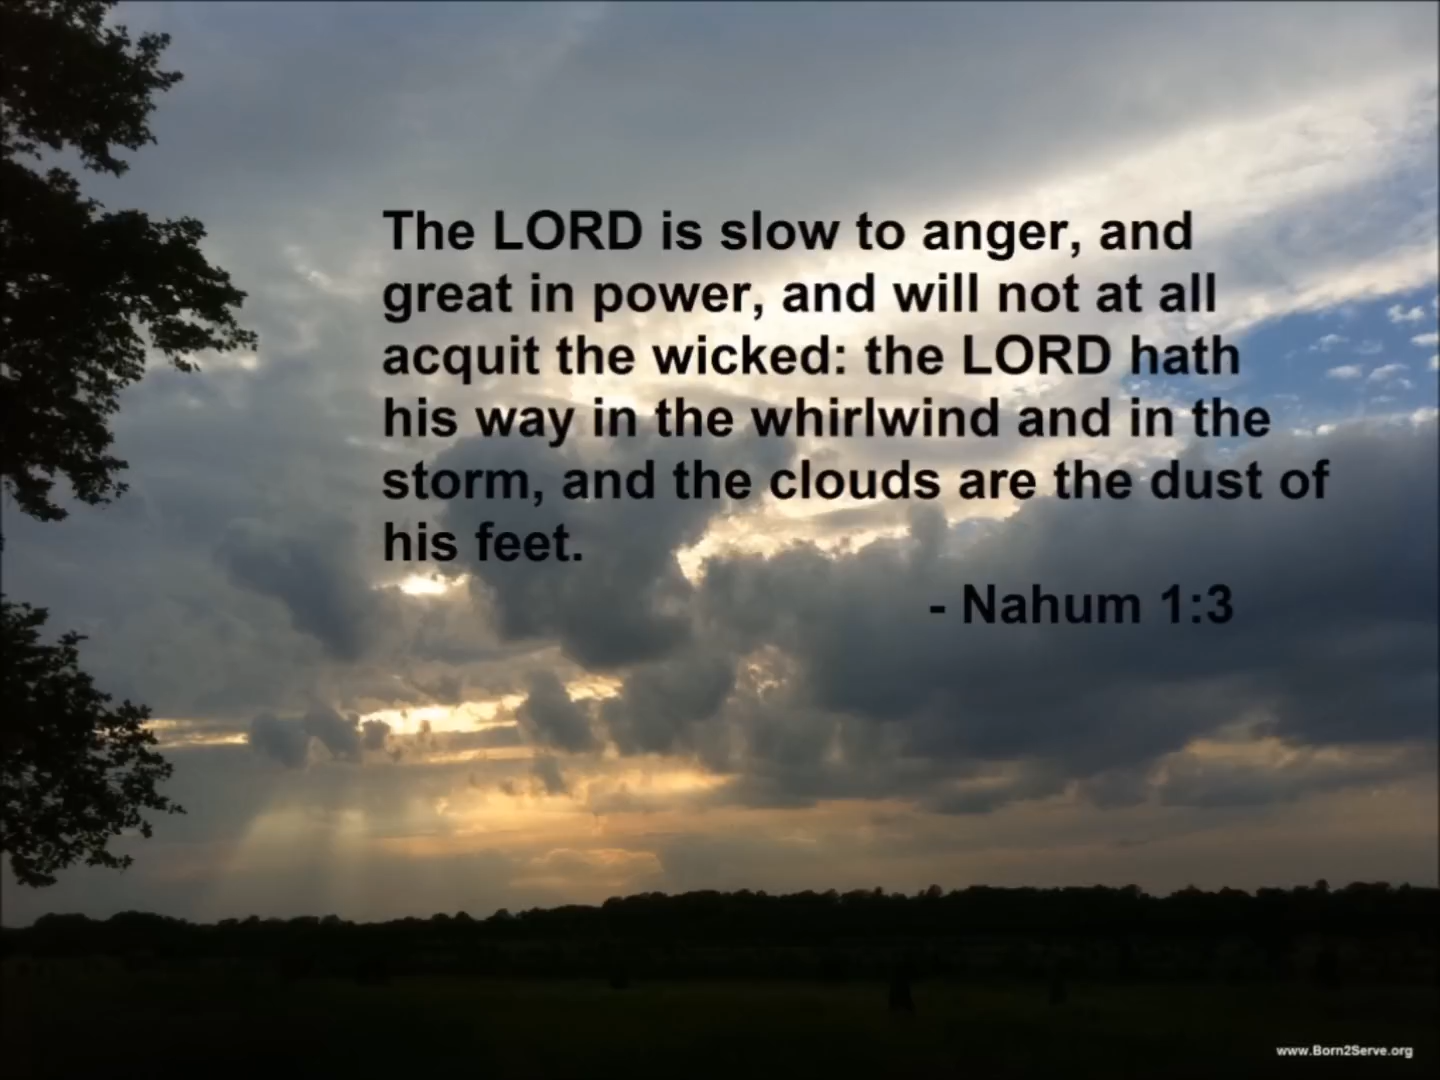 The LORD is slow to anger, and
great in power, and will not at all
acquit the wicked: the LORD hath
his way in the whirlwind and in the
storm, and the clouds are the dust of
his feet.
- Nahum 1:3
www.Born2Serve.org